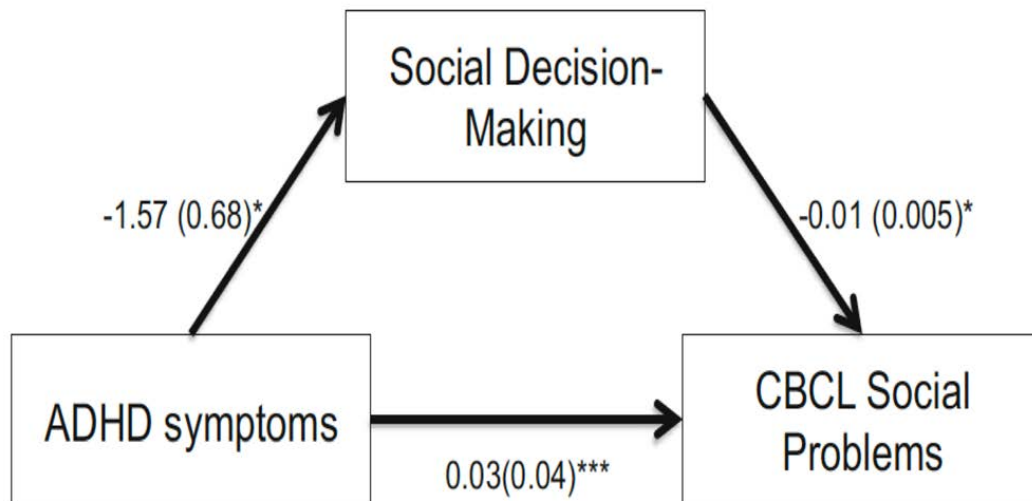 Social Decision-
Making
-1.57 (0.68)*
-0.01 (0.005)*
ADHD symptoms
CBCL Social
Problems
0.03(0.04)***